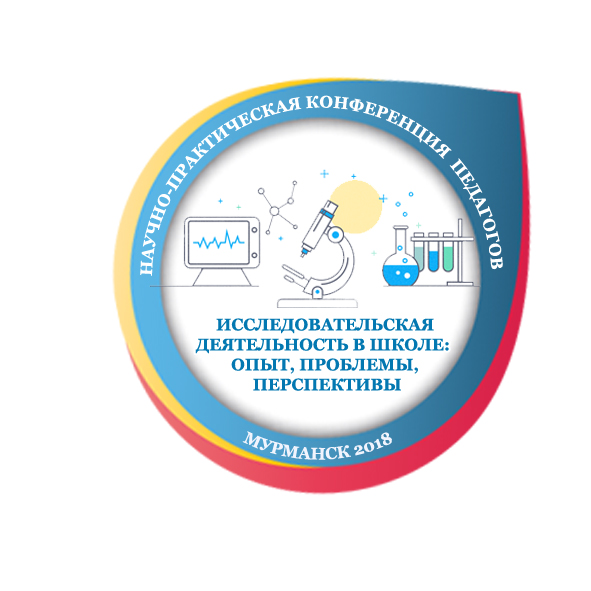 НАУЧНО-ПРАКТИЧЕСКАЯ КОНФЕРЕНЦИЯ ПЕДАГОГОВ
ИССЛЕДОВАТЕЛЬСКАЯ
ДЕЯТЕЛЬНОСТЬ В ШКОЛЕ:
ОПЫТ, ПРОБЛЕМЫ,
ПЕРСПЕКТИВЫ
МУРМАНСК 2018